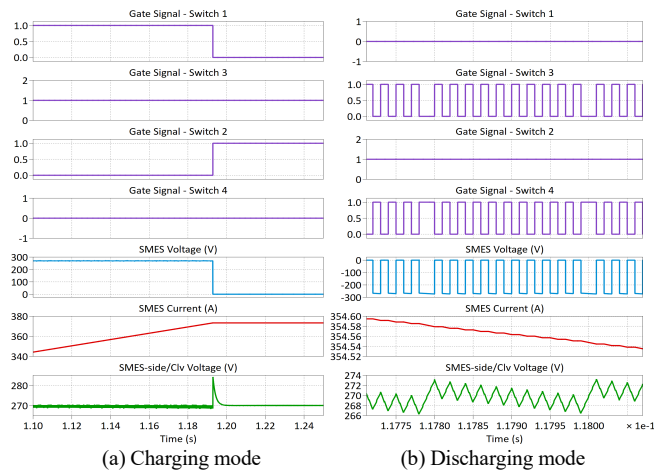 Gate Signal - Switch 1
1.0
0.5
0.0
Gate Signal - Switch 3
2
1
0
Gate Signal - Switch 2
1.0
0.5
0.0
Gate Signal - Switch 4
1
0
-1
SMES Voltage (V)
300
200
100
0
SMES Current (A)
380
360
340
SMES-side/Clv Voltage (V)
280
270
1.10 1.12 1.14 1.16 1.18 1.20 1.22 1.24
Time (s)
(a) Charging mode
Gate Signal - Switch 1
1
0
-1
Gate Signal - Switch 3
1.0
0.5
0.0
Gate Signal - Switch 2
2
1
0
Gate Signal - Switch 4
1.0
0.5
0.0
SMES Voltage (V)
0
-100
-200
-300
SMES Current (A)
354.60
354.58
354.56
354.54
354.52
SMES-side/Clv Voltage (V)
274
272
270
268
266
1.1775 1.1780 1.1785 1.1790 1.1795 1.1800 × 10-1
Time (s)
(b) Discharging mode